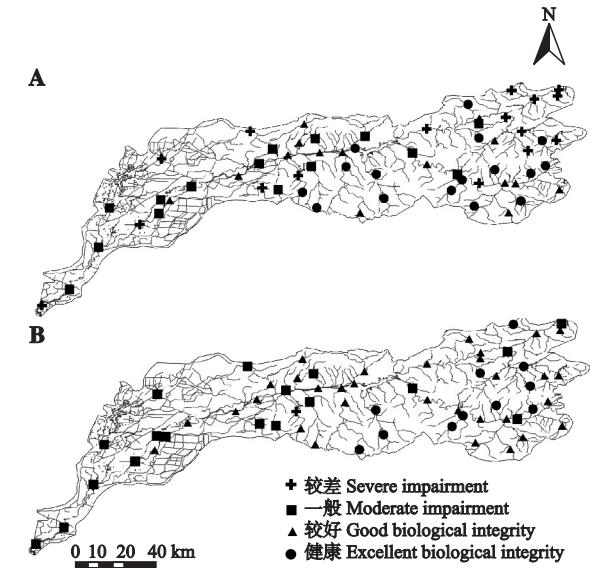 N
A
B
较差 Severe impairment
一般 Moderate impairment
较好 Good biological integrity
健康 Excellent biological integrity
0 10 20 40 km